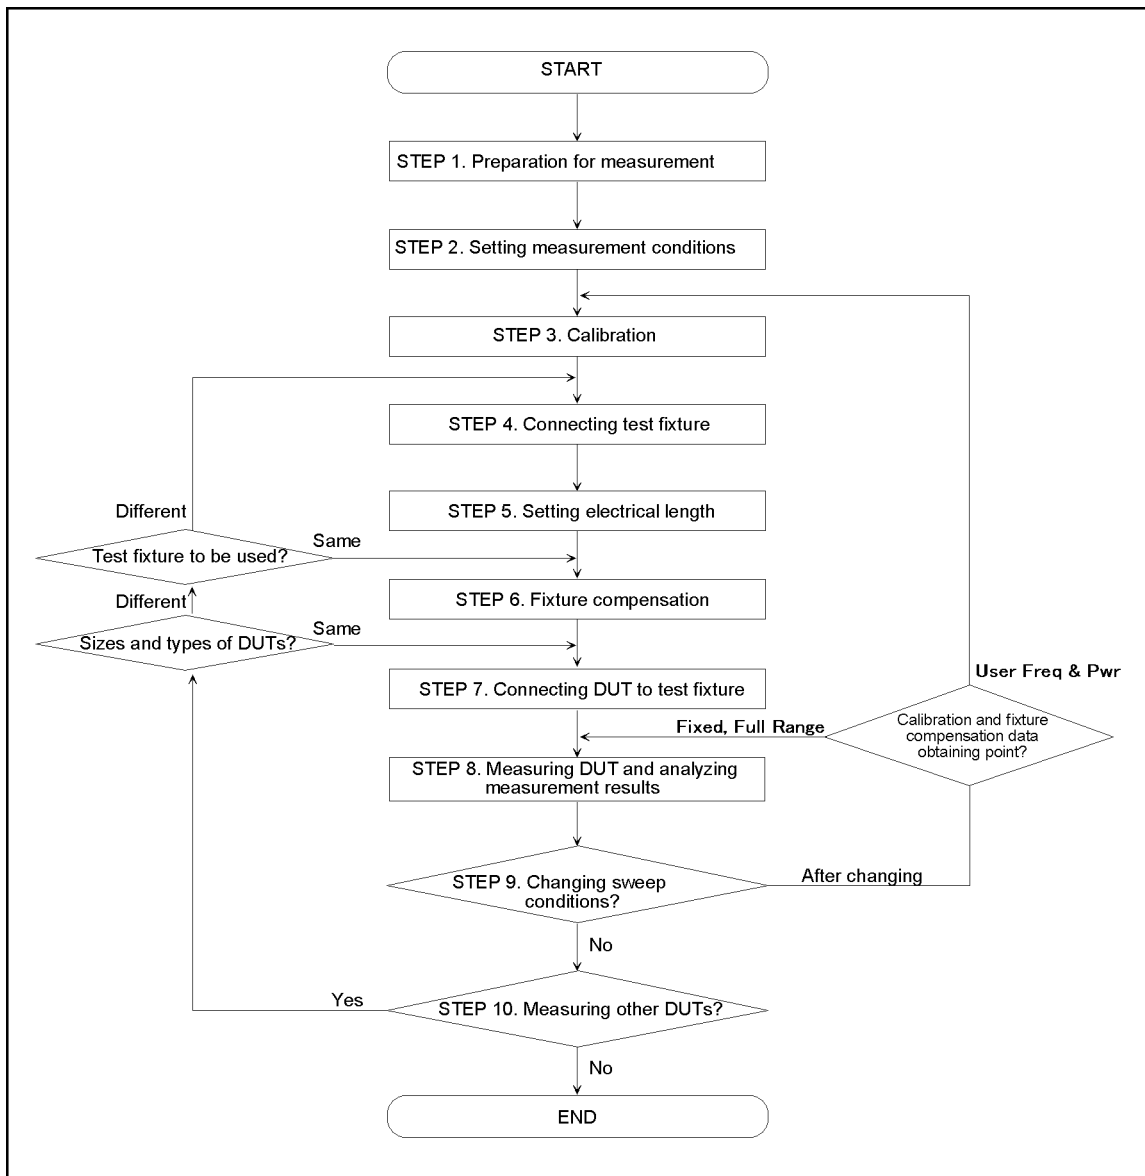 START
STEP 1. Preparation for measurement
STEP 2. Setting measurement conditions
STEP 3. Calibration
STEP 4. Connecting test fixture
Different
STEP 5. Setting electrical length
Same
Test fixture to be used?
Different
STEP 6. Fixture compensation
Same
Sizes and types of DUTs?
User Freq & Pwr
STEP 7. Connecting DUT to test fixture
Fixed, Full Range
Calibration and fixture
compensation data
obtaining point?
STEP 8. Measuring DUT and analyzing
measurement results
After changing
STEP 9. Changing sweep
conditions?
No
Yes
STEP 10. Measuring other DUTs?
No
END